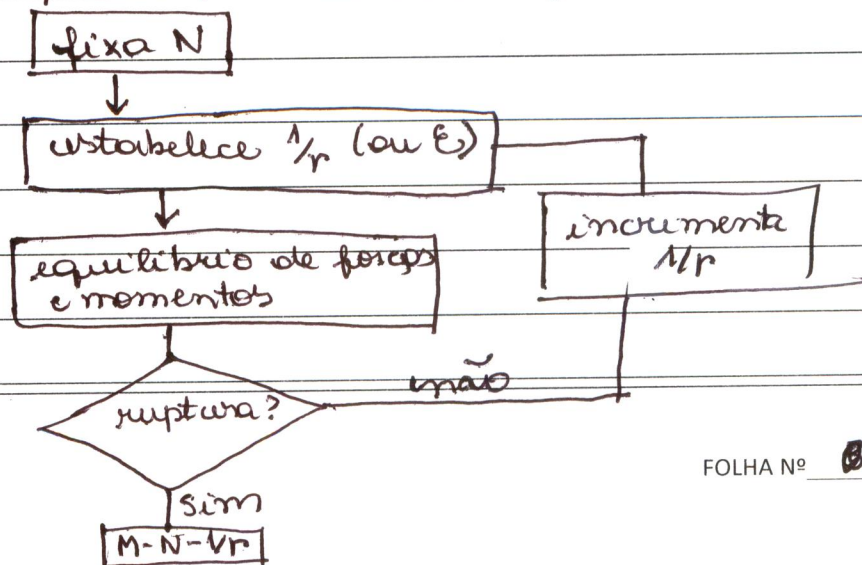 fixa N
estabelece 1/r (ou ε)
equilíbrio de forças
e momentos
incrementa
1/r
ruptura?
não
sim
M-N-1/r
FOLHA Nº